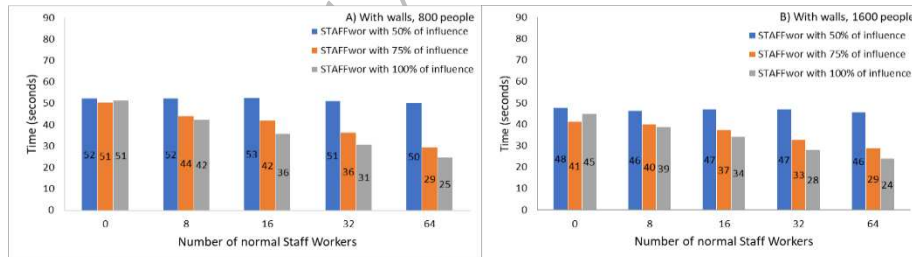 A) With walls, 800 people
STAFFwor with 50% of influence
STAFFwor with 75% of influence
STAFFwor with 100% of influence
Time (seconds)
90
80
70
60
50
40
30
20
10
0
52 51 51
52 44 42
53 42 36
51 36 31
50 29 25
0 8 16 32 64
Number of normal Staff Workers
B) With walls, 1600 people
STAFFwor with 50% of influence
STAFFwor with 75% of influence
STAFFwor with 100% of influence
Time (seconds)
90
80
70
60
50
40
30
20
10
0
48 41 45
46 40 39
47 37 34
47 33 28
46 29 24
0 8 16 32 64
Number of normal Staff Workers